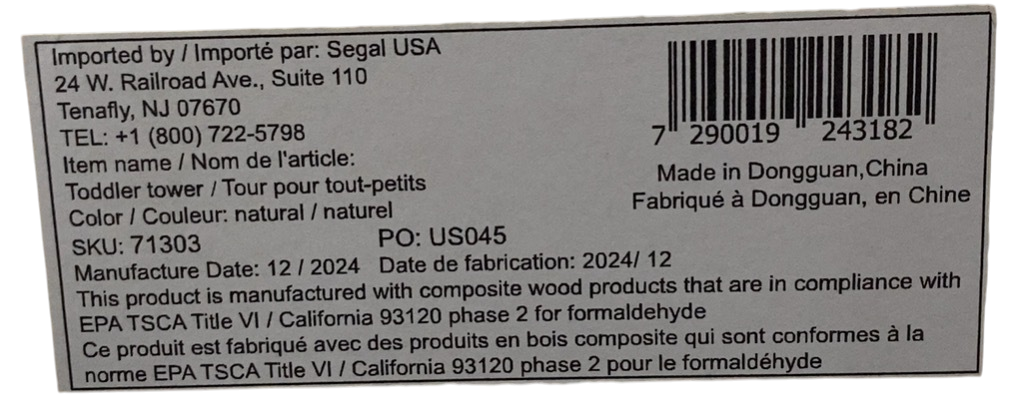 Imported by / Importé par: Segal USA
24 W. Railroad Ave., Suite 110
Tenafly, NJ 07670
TEL: +1 (800) 722-5798
Item name / Nom de l'article:
Toddler tower / Tour pour tout-petits
Color / Couleur: natural / naturel
SKU: 71303 PO: US045
Manufacture Date: 12 / 2024 Date de fabrication: 2024/ 12
This product is manufactured with composite wood products that are in compliance with
EPA TSCA Title VI / California 93120 phase 2 for formaldehyde
Ce produit est fabriqué avec des produits en bois composite qui sont conformes à la
norme EPA TSCA Title VI / California 93120 phase 2 pour le formaldéhyde
7 290019 243182
Made in Dongguan,China
Fabriqué à Dongguan, en Chine